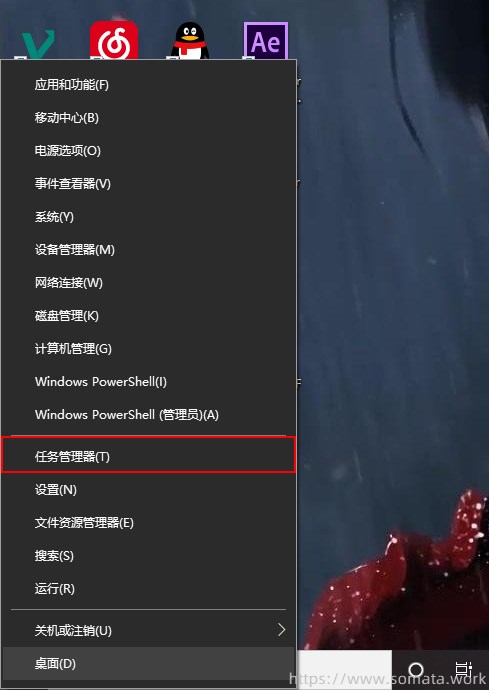 Ae
应用和功能(F)
移动中心(B)
电源选项(O)
事件查看器(V)
系统(Y)
设备管理器(M)
网络连接(W)
磁盘管理(K)
计算机管理(G)
Windows PowerShell(I)
Windows PowerShell (管理员)(A)
任务管理器(T)
设置(N)
文件资源管理器(E)
搜索(S)
运行(R)
关机或注销(U)
桌面(D)
https://www.somata.work